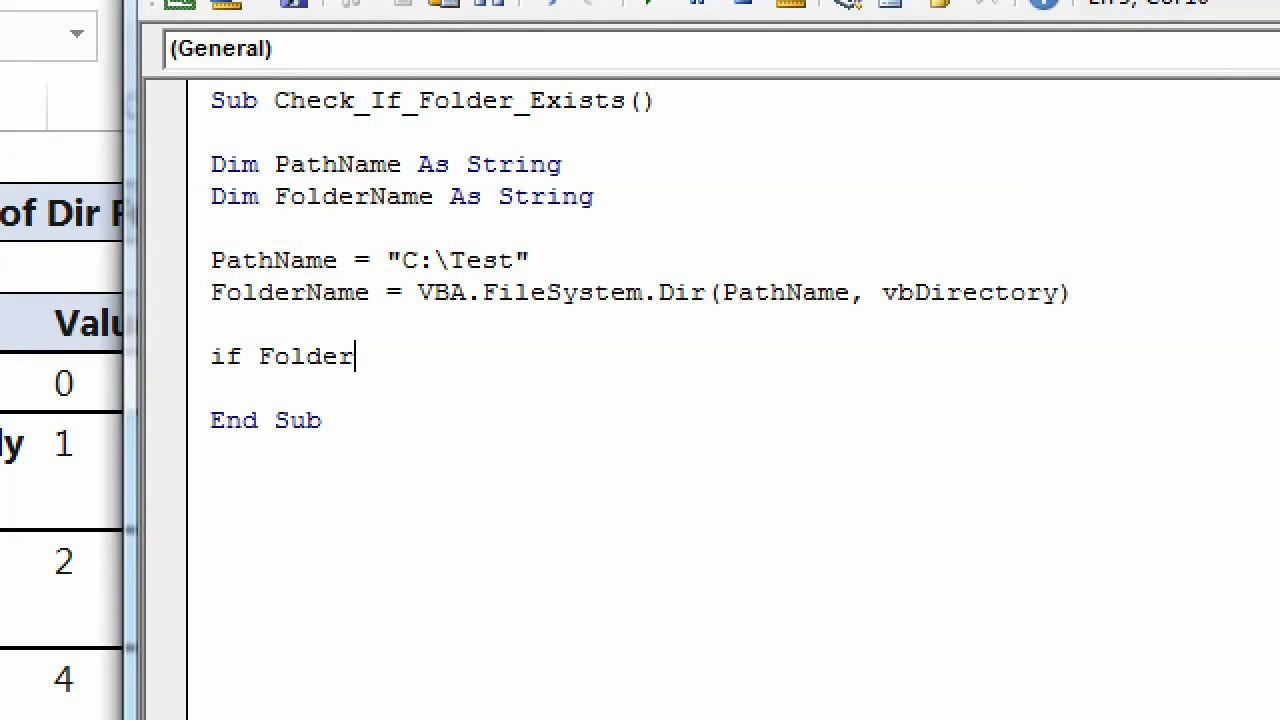 (General)
Sub Check_If_Folder_Exists()
Dim PathName As String
Dim FolderName As String
PathName = "C:\Test"
FolderName = VBA.FileSystem.Dir(PathName, vbDirectory)
if Folder
End Sub
of Dir
Valu
0
ly 1
2
4